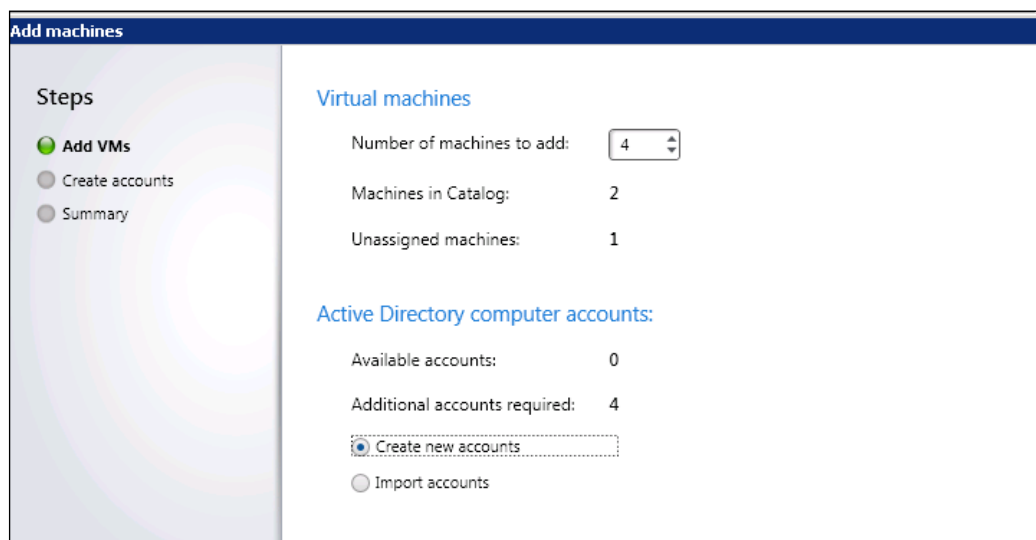 Add machines
Steps
Add VMs
Create accounts
Summary
Virtual machines
Number of machines to add: 4
Machines in Catalog: 2
Unassigned machines: 1
Active Directory computer accounts:
Available accounts: 0
Additional accounts required: 4
Create new accounts
Import accounts